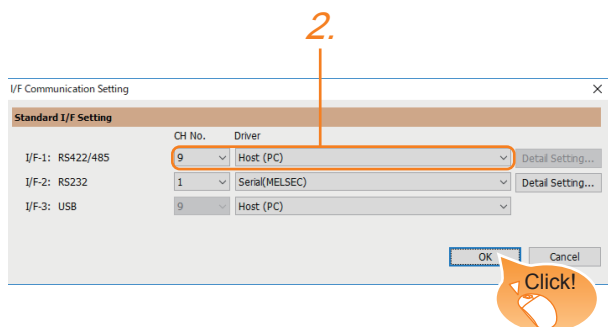 2.
I/F Communication Setting
Standard I/F Setting
CH No. Driver
I/F-1: RS422/485 9 Host (PC) Detail Setting...
I/F-2: RS232 1 Serial(MELSEC) Detail Setting...
I/F-3: USB 9 Host (PC)
OK Cancel
Click!